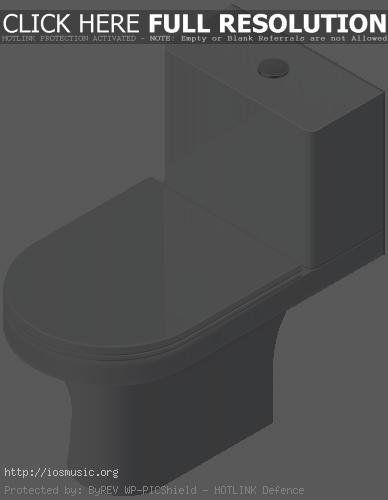 CLICK HERE FULL RESOLUTION
HOTLINK PROTECTION ACTIVATED - NOTE: Empty or Blank Referrals are not Allowed
http://iosmusic.org
Protected by: ByREV WP-PICShield - HOTLINK Defence